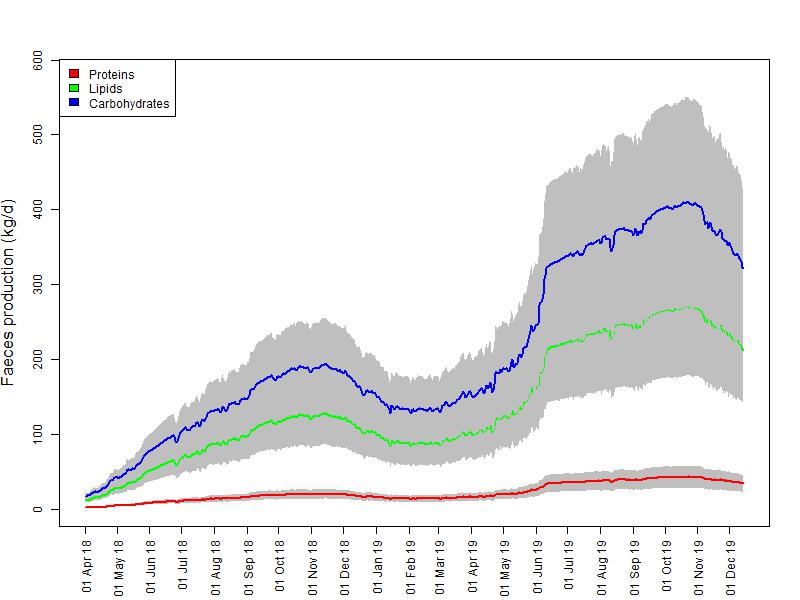 Faeces production (kg/d)
600
500
400
300
200
100
0
Proteins
Lipids
Carbohydrates
01 Apr 18
01 May 18
01 Jun 18
01 Jul 18
01 Aug 18
01 Sep 18
01 Oct 18
01 Nov 18
01 Dec 18
01 Jan 19
01 Feb 19
01 Mar 19
01 Apr 19
01 May 19
01 Jun 19
01 Jul 19
01 Aug 19
01 Sep 19
01 Oct 19
01 Nov 19
01 Dec 19